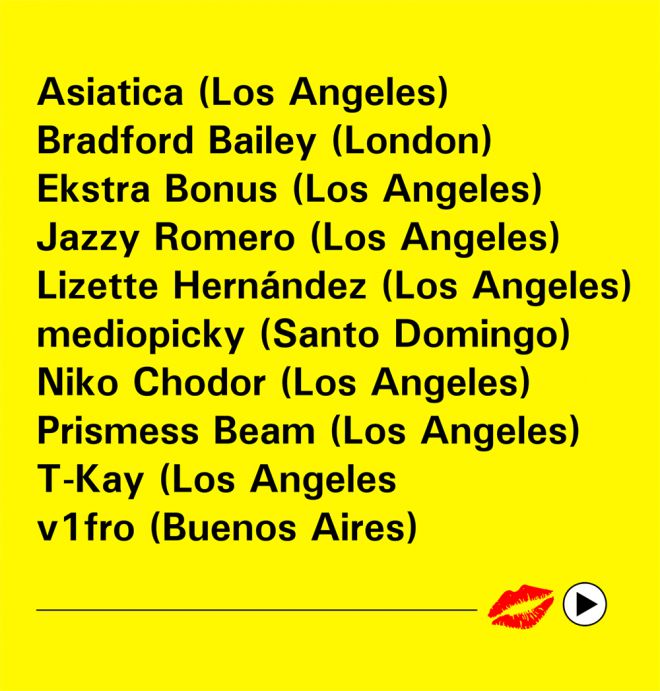 Asiatica (Los Angeles)
Bradford Bailey (London)
Ekstra Bonus (Los Angeles)
Jazzy Romero (Los Angeles)
Lizette Hernández (Los Angeles)
mediopicky (Santo Domingo)
Niko Chodor (Los Angeles)
Prismess Beam (Los Angeles)
T-Kay (Los Angeles
v1fro (Buenos Aires)